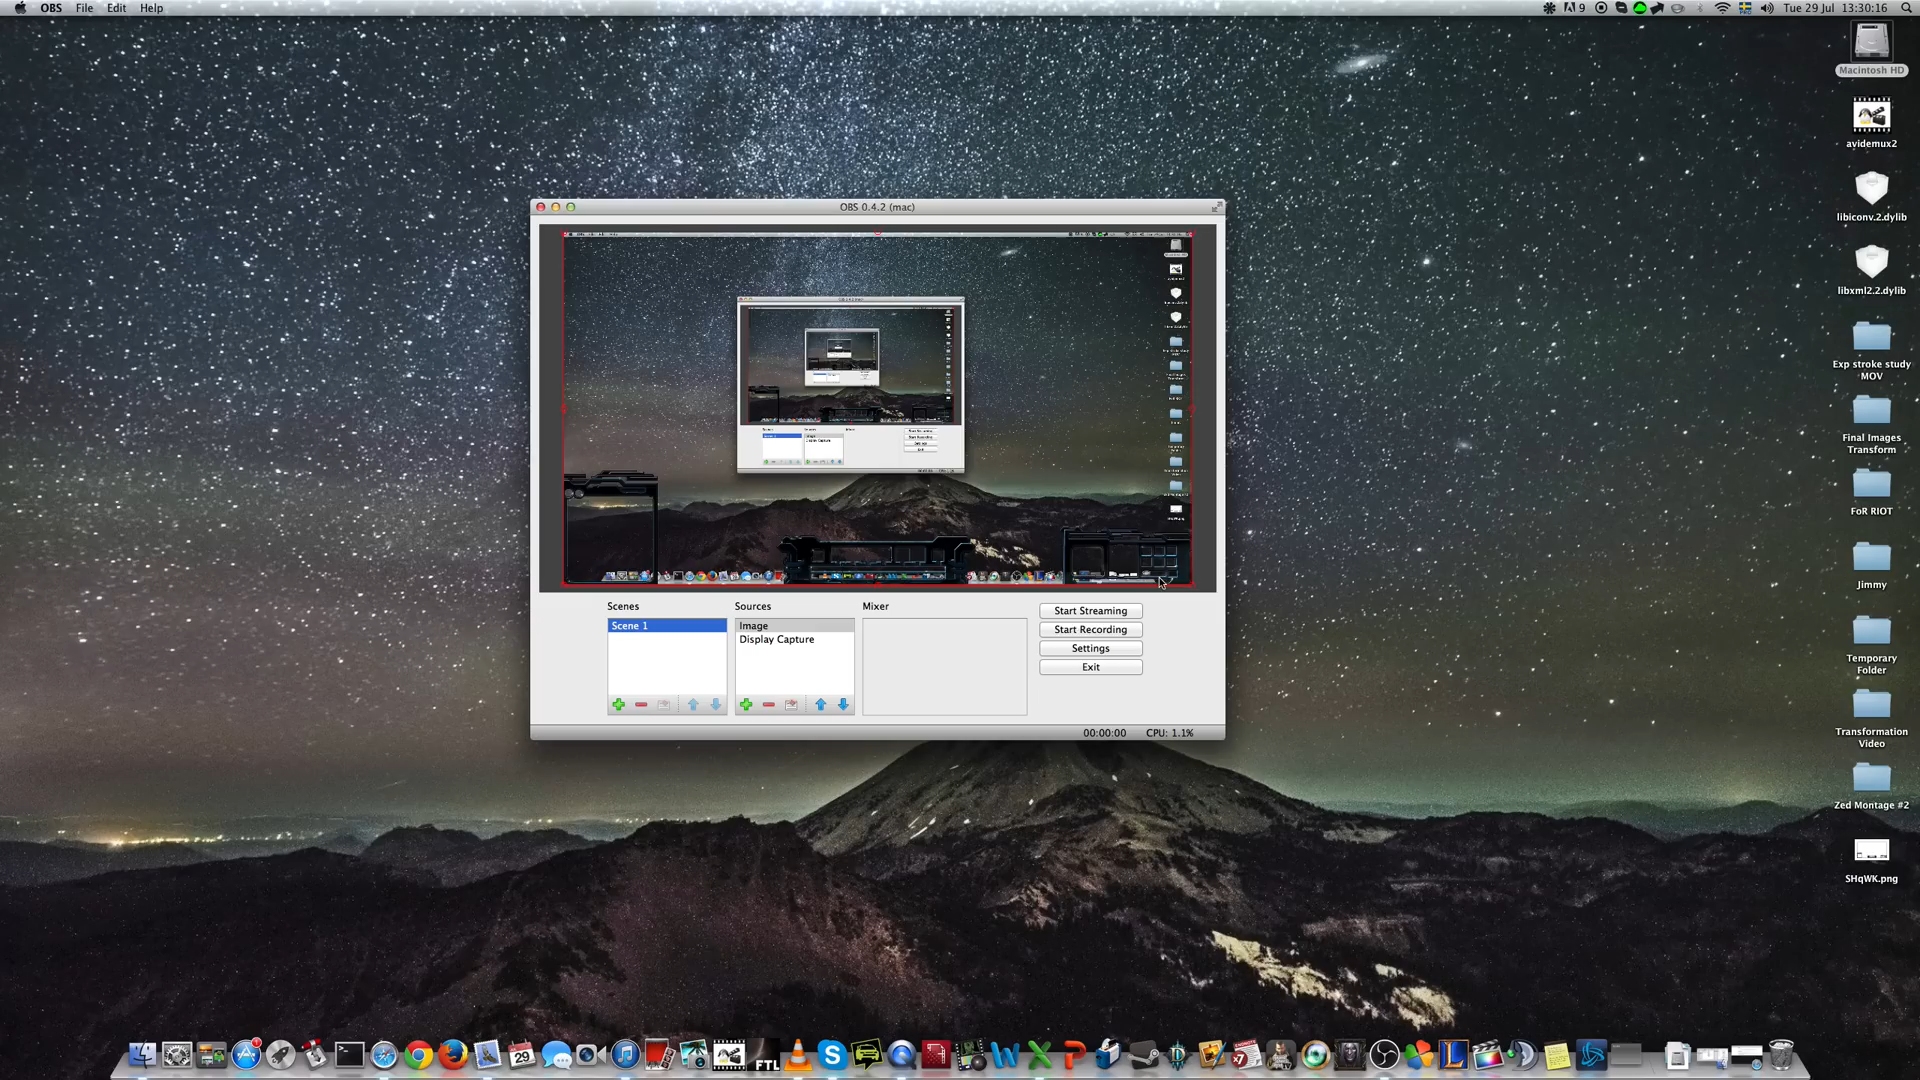 OBS File Edit Help
9 Tue 29 Jul 13:30:16
Macintosh HD
avidemux2
libiconv.2.dylib
libxml2.2.dylib
Exp stroke study
MOV
Final Images
Transform
FoR RIOT
Jimmy
Temporary
Folder
Transformation
Video
Zed Montage #2
SHqWK.png
OBS 0.4.2 (mac)
Scenes
Scene 1
Sources
Image
Display Capture
Mixer
Start Streaming
Start Recording
Settings
Exit
00:00:00 CPU: 1.1%
29
FTL